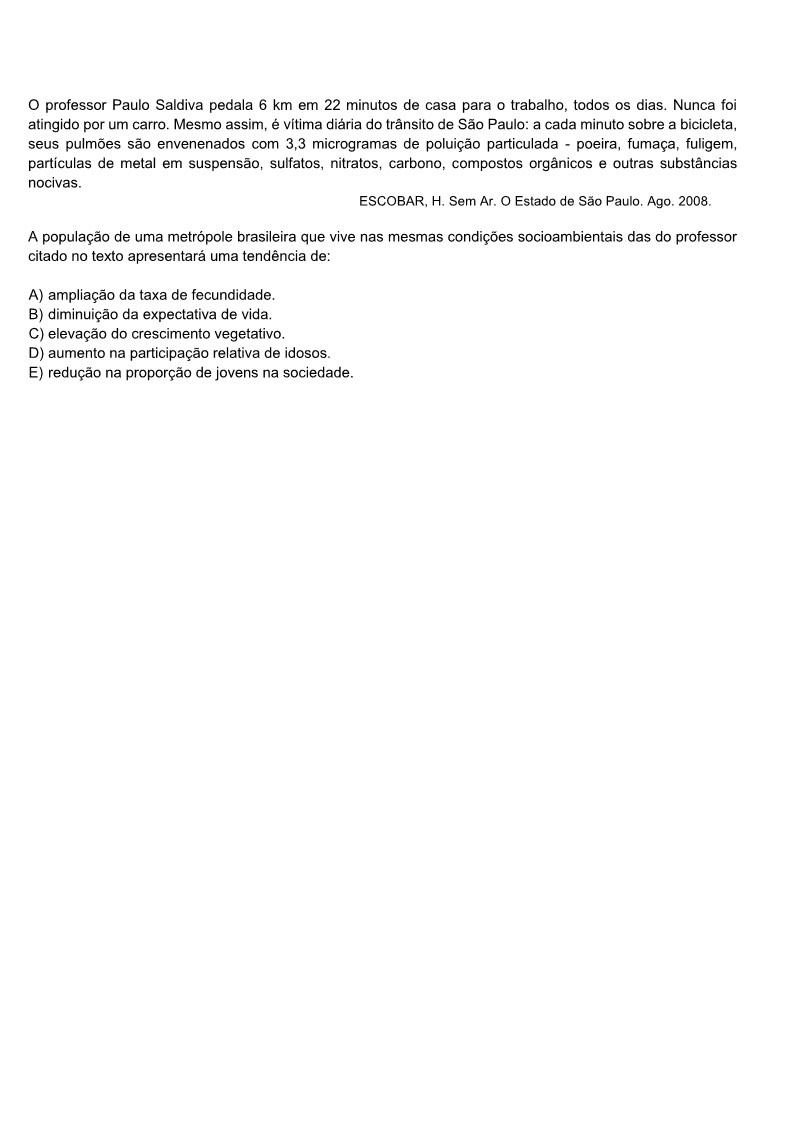 O professor Paulo Saldiva pedala 6 km em 22 minutos de casa para o trabalho, todos os dias. Nunca foi
atingido por um carro. Mesmo assim, é vítima diária do trânsito de São Paulo: a cada minuto sobre a bicicleta,
seus pulmões são envenenados com 3,3 microgramas de poluição particulada - poeira, fumaça, fuligem,
partículas de metal em suspensão, sulfatos, nitratos, carbono, compostos orgânicos e outras substâncias
nocivas.
ESCOBAR, H. Sem Ar. O Estado de São Paulo. Ago. 2008.
A população de uma metrópole brasileira que vive nas mesmas condições socioambientais das do professor
citado no texto apresentará uma tendência de:
A) ampliação da taxa de fecundidade.
B) diminuição da expectativa de vida.
C) elevação do crescimento vegetativo.
D) aumento na participação relativa de idosos.
E) redução na proporção de jovens na sociedade.